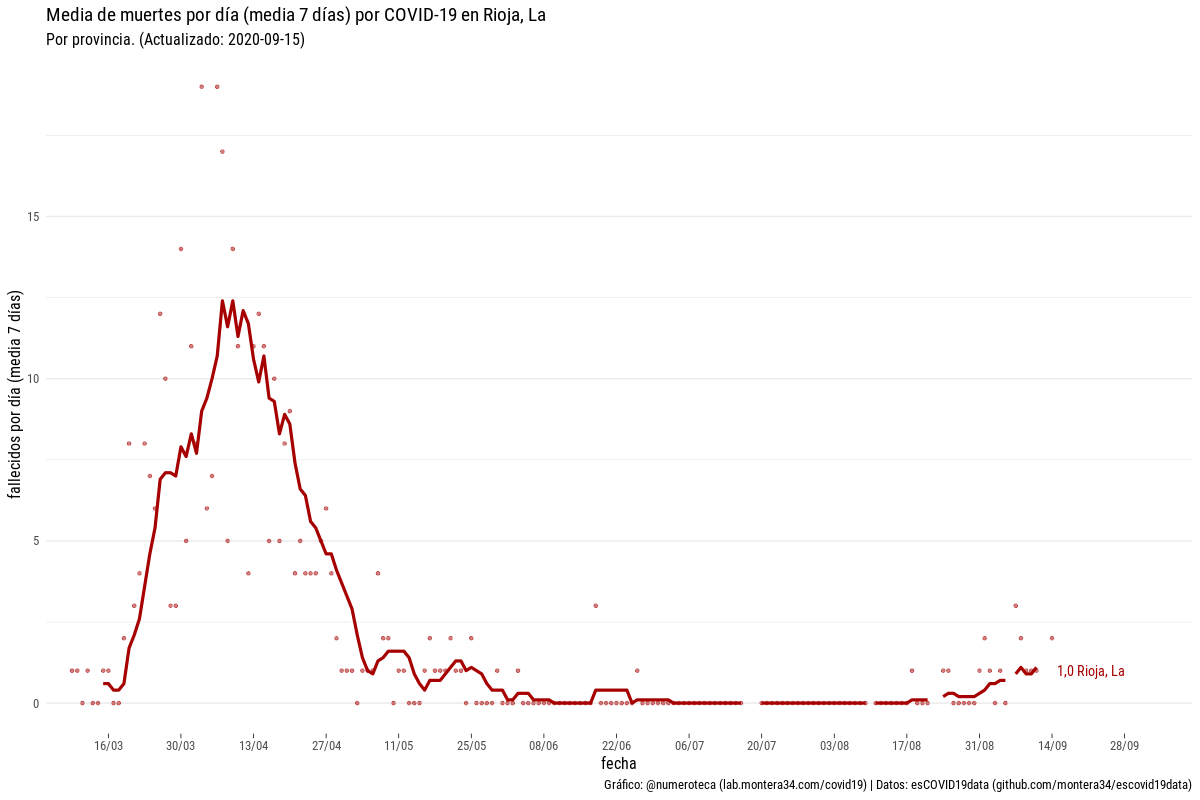 Media de muertes por día (media 7 días) por COVID-19 en Rioja, La
Por provincia. (Actualizado: 2020-09-15)
fallecidos por día (media 7 días)
15
10
5
0
1,0 Rioja, La
16/03 30/03 13/04 27/04 11/05 25/05 08/06 22/06 06/07 20/07 03/08 17/08 31/08 14/09 28/09
fecha
Gráfico: @numeroteca (lab.montera34.com/covid19) | Datos: esCOVID19data (github.com/montera34/escovid19data)